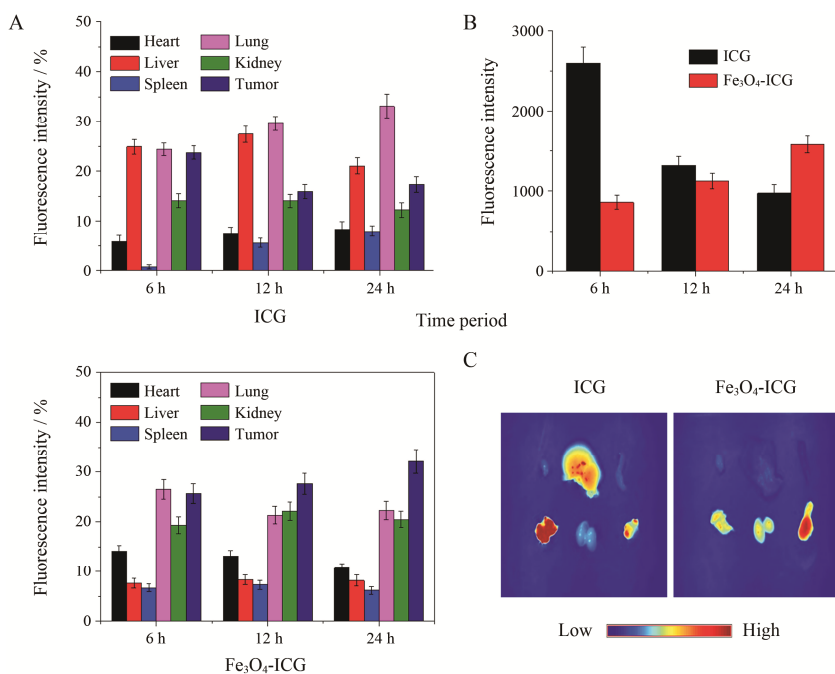 A
Fluorescence intensity / %
50
40
30
20
10
0
Heart
Liver
Spleen
Lung
Kidney
Tumor
6 h
12 h
24 h
ICG
B
Fluorescence intensity
3000
2000
1000
0
ICG
Fe₃O₄-ICG
6 h
12 h
24 h
Time period
Fluorescence intensity / %
50
40
30
20
10
0
Heart
Liver
Spleen
Lung
Kidney
Tumor
6 h
12 h
24 h
Fe₃O₄-ICG
C
ICG
Fe₃O₄-ICG
Low
High